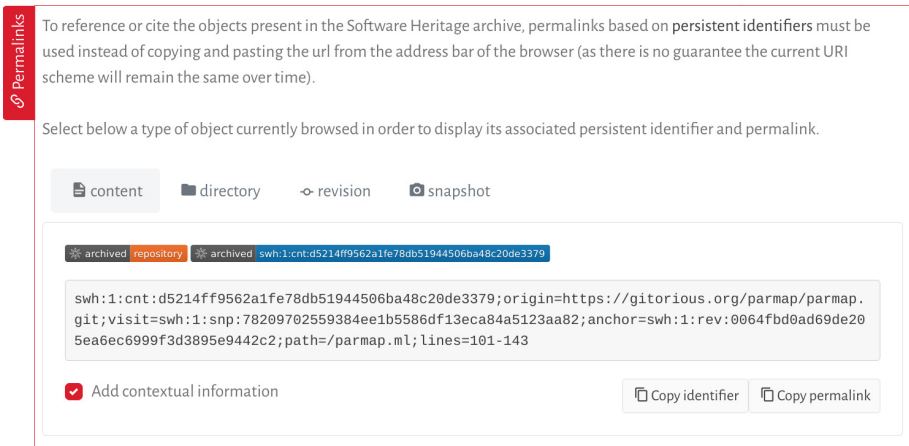 Permalinks
To reference or cite the objects present in the Software Heritage archive, permalinks based on persistent identifiers must be
used instead of copying and pasting the url from the address bar of the browser (as there is no guarantee the current URI
scheme will remain the same over time).
Select below a type of object currently browsed in order to display its associated persistent identifier and permalink.
content directory revision snapshot
archived repository archived swh:1:cnt:d5214ff9562a1fe78db51944506ba48c20de3379
swh:1:cnt:d5214ff9562a1fe78db51944506ba48c20de3379;origin=https://gitorious.org/parmap/parmap.
git;visit=swh:1:snp:78209702559384ee1b5586df13eca84a5123aa82;anchor=swh:1:rev:0064fbd0ad69de20
5ea6ec6999f3d3895e9442c2;path=/parmap.ml;lines=101-143
Add contextual information
Copy identifier Copy permalink